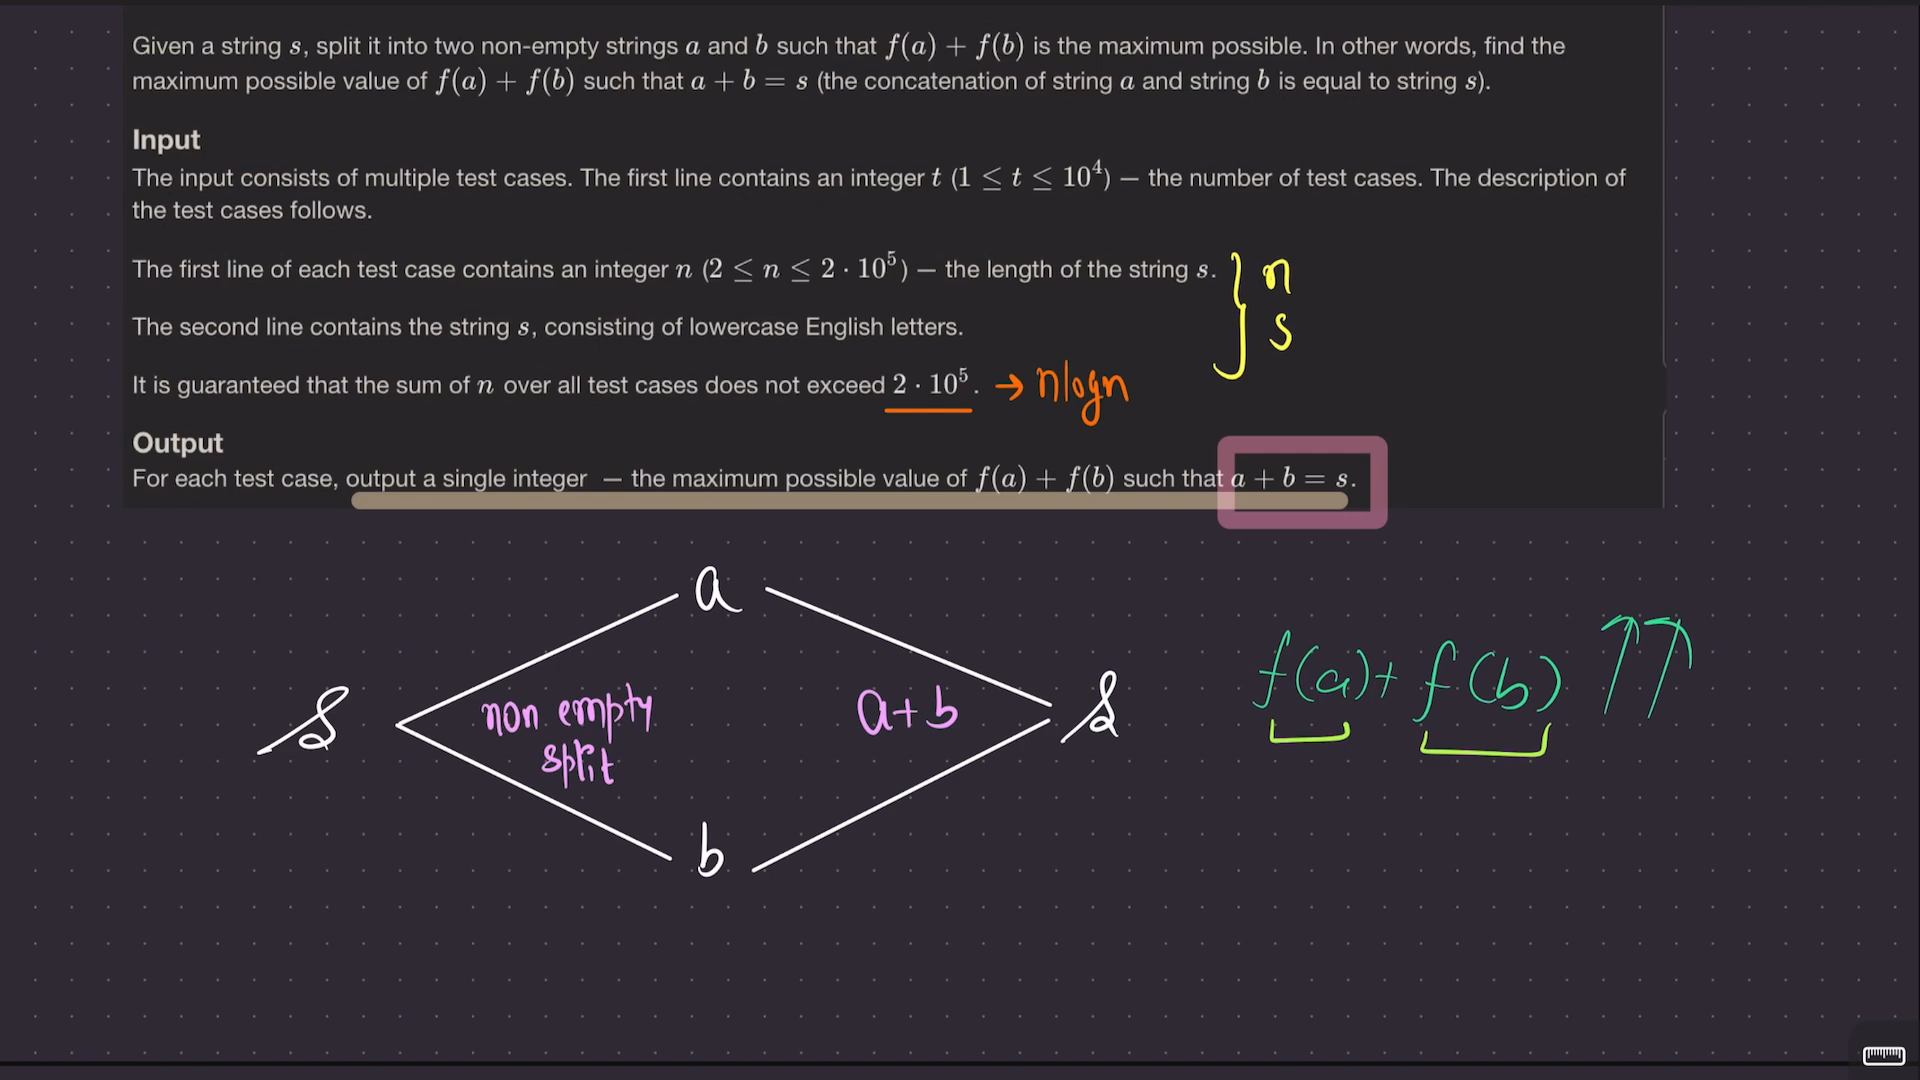 Given a string s, split it into two non-empty strings a and b such that f(a) + f(b) is the maximum possible. In other words, find the
maximum possible value of f(a) + f(b) such that a + b = s (the concatenation of string a and string b is equal to string s).
Input
The input consists of multiple test cases. The first line contains an integer t (1 ≤ t ≤ 10⁴) — the number of test cases. The description of
the test cases follows.
The first line of each test case contains an integer n (2 ≤ n ≤ 2 · 10⁵) — the length of the string s.
n
The second line contains the string s, consisting of lowercase English letters.
s
It is guaranteed that the sum of n over all test cases does not exceed 2 · 10⁵. → nlogn
Output
For each test case, output a single integer — the maximum possible value of f(a) + f(b) such that a + b = s.
a
s
non empty
split
a+b
s
f(a)+ f(b) ↑↑
b